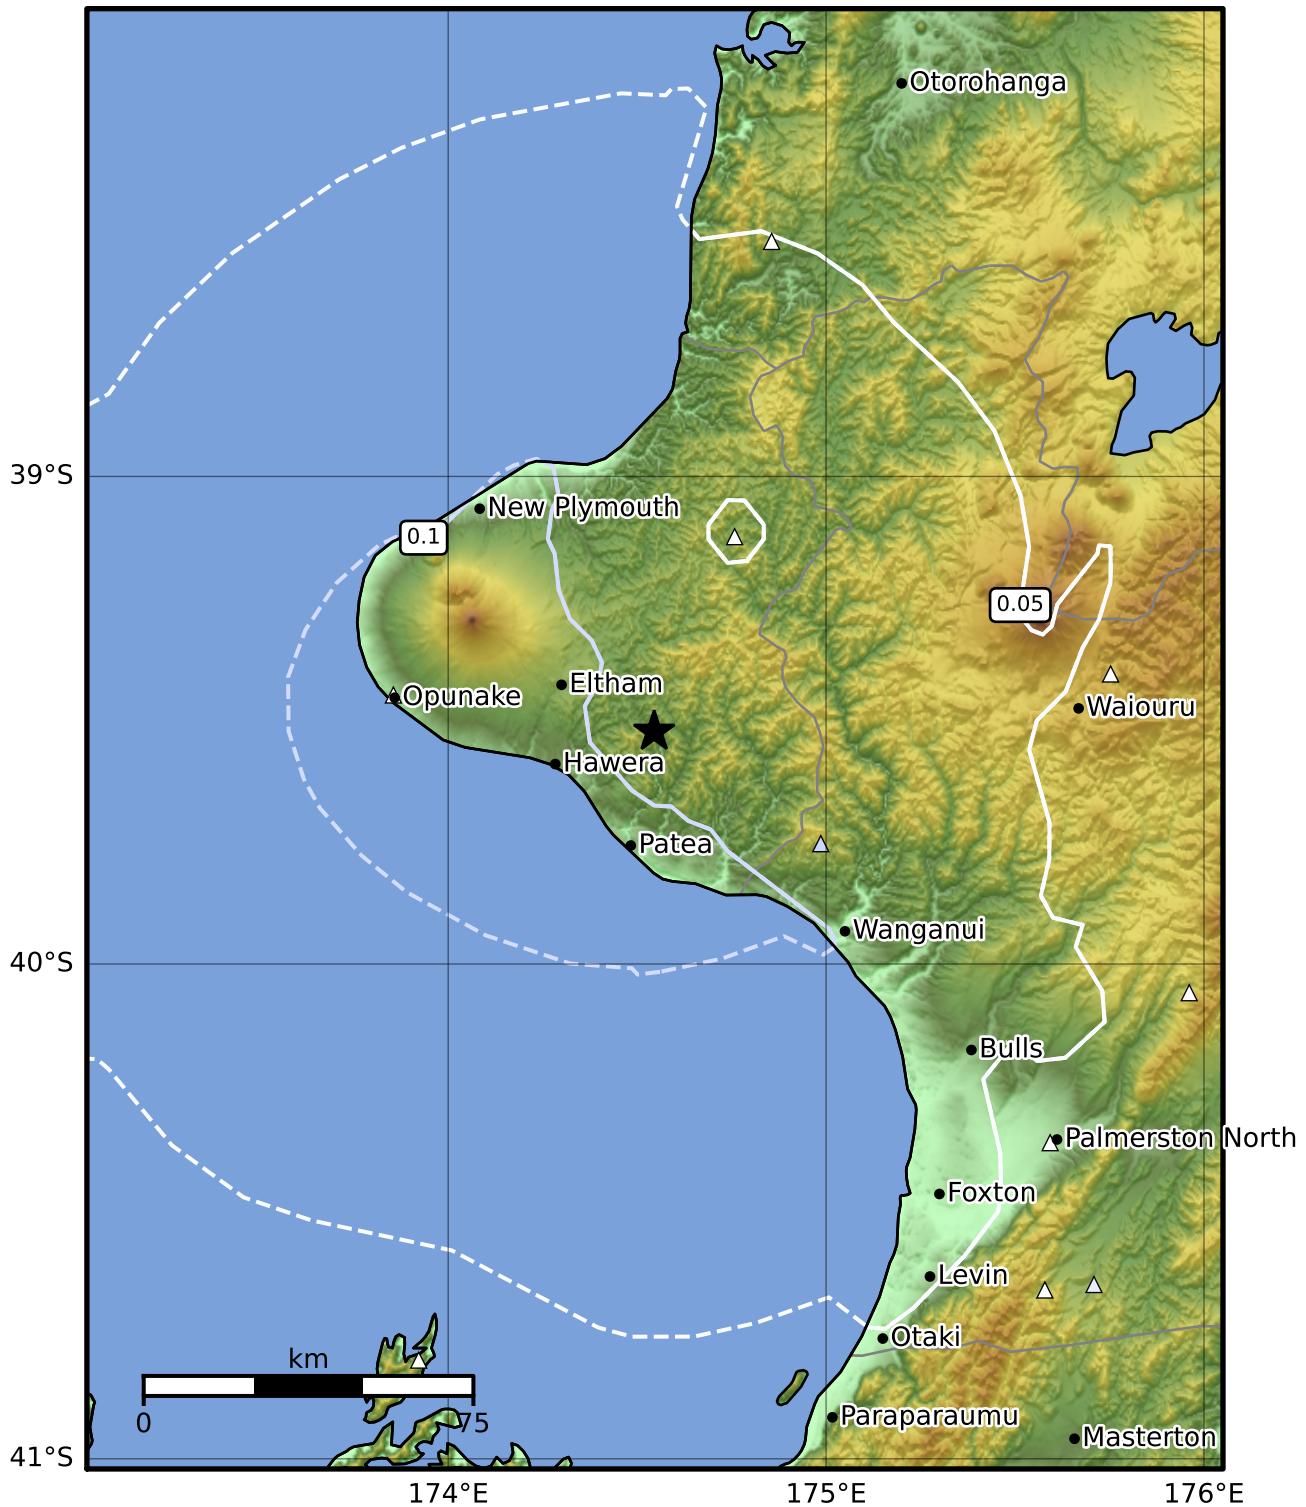 Otorohanga
39°S
New Plymouth
0.1
0.05
Eltham
Opunake
Waiouru
Hawera
Patea
Wanganui
40°S
Bulls
Palmerston North
Foxton
Levin
Otaki
km
0
75
Paraparaumu
Masterton
41°S
174°E
175°E
176°E